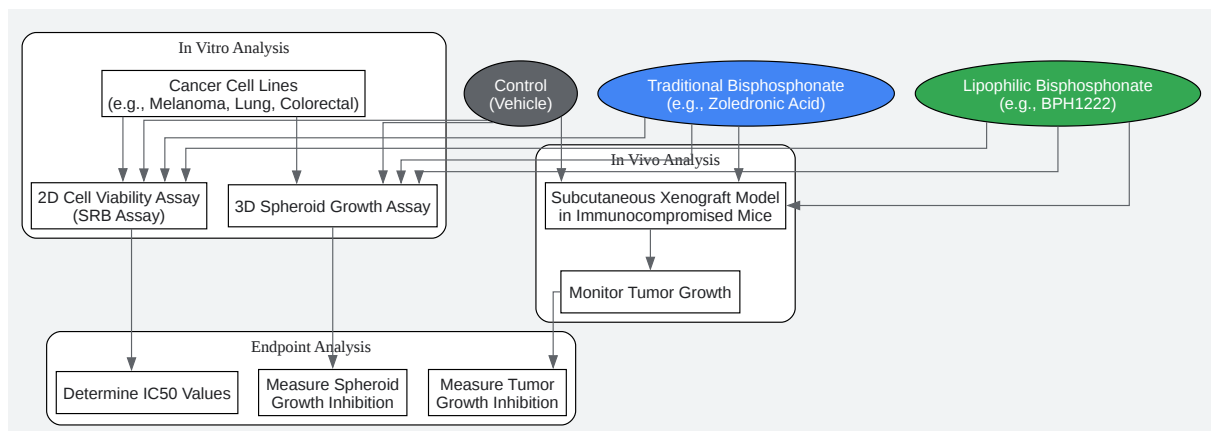 In Vitro Analysis
Cancer Cell Lines
(e.g., Melanoma, Lung, Colorectal)
Control
(Vehicle)
Traditional Bisphosphonate
(e.g., Zoledronic Acid)
Lipophilic Bisphosphonate
(e.g., BPH1222)
In Vivo Analysis
2D Cell Viability Assay
(SRB Assay)
3D Spheroid Growth Assay
Subcutaneous Xenograft Model
in Immunocompromised Mice
Monitor Tumor Growth
Endpoint Analysis
Determine IC50 Values
Measure Spheroid
Growth Inhibition
Measure Tumor
Growth Inhibition